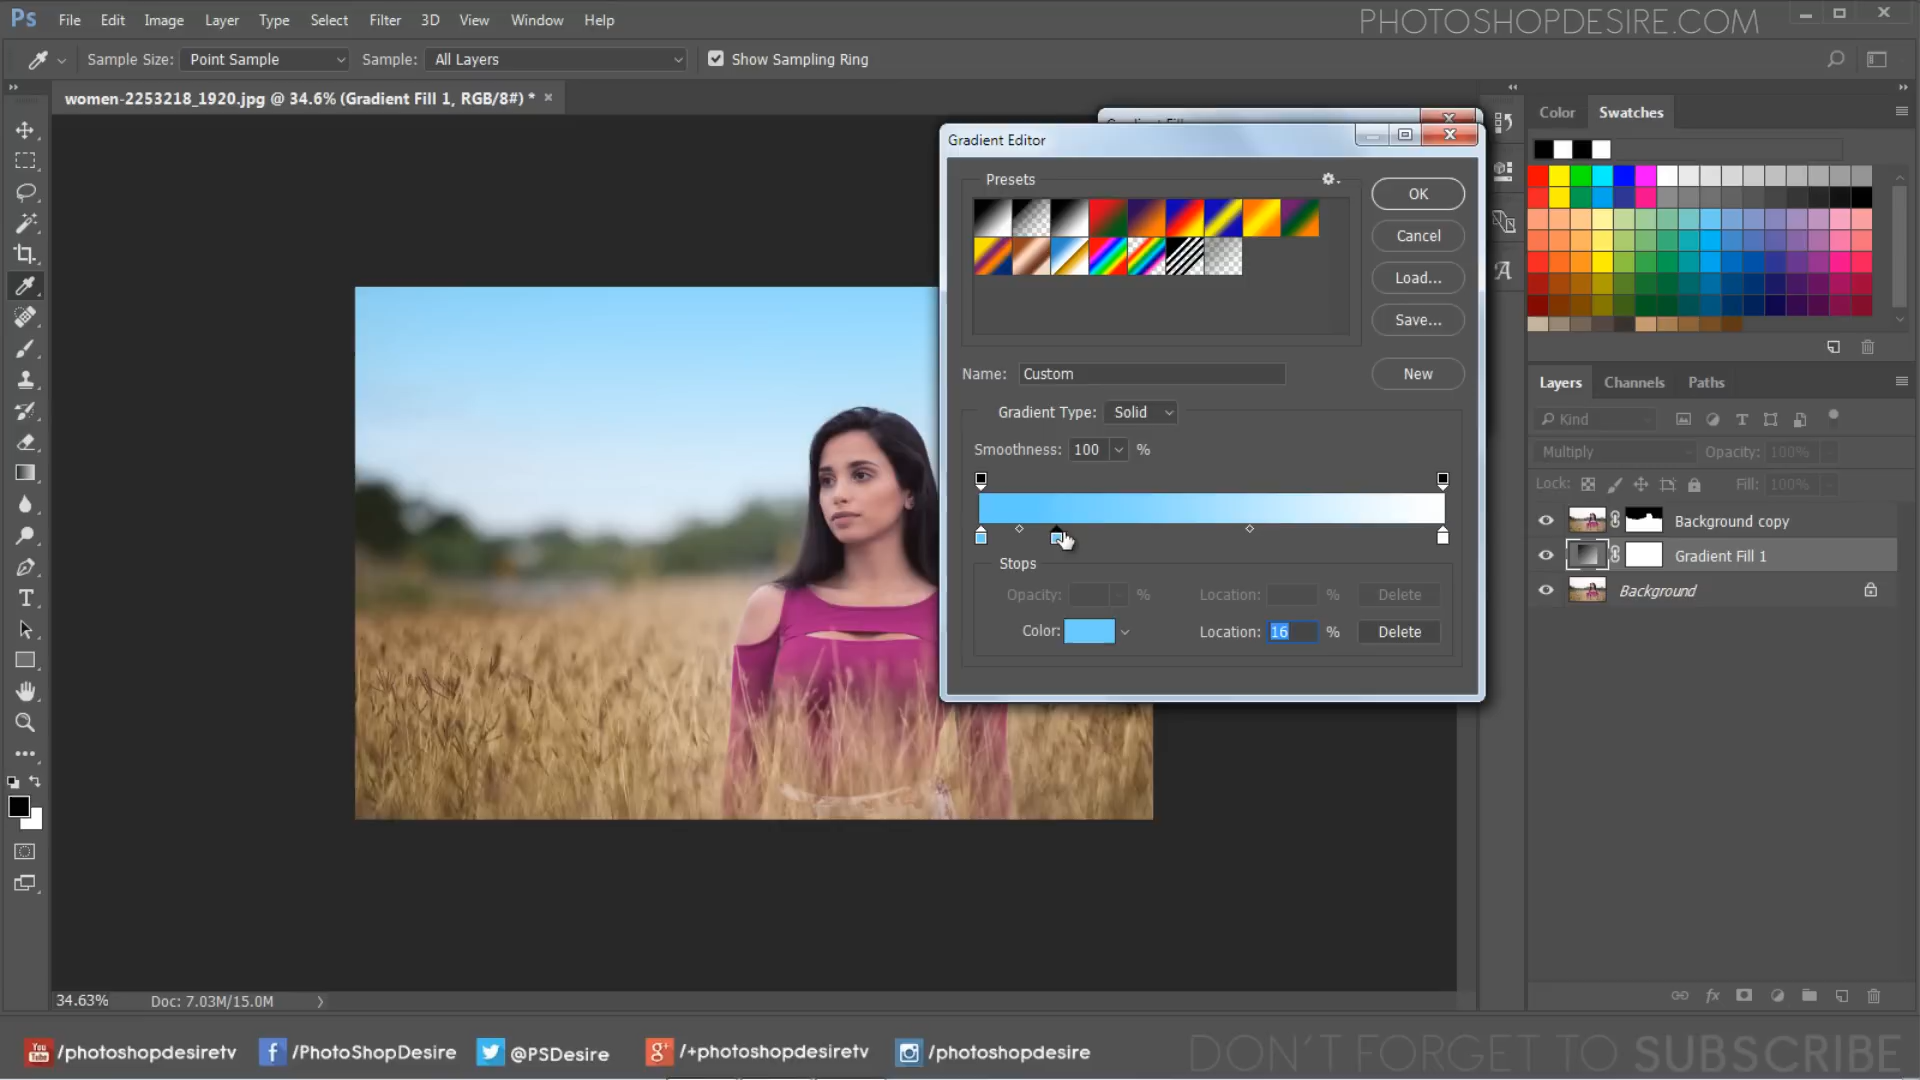 Ps File Edit Image Layer Type Select Filter 3D View Window Help
PHOTOSHOPDESIRE.COM
Sample Size: Point Sample Sample: All Layers Show Sampling Ring
women-2253218_1920.jpg @ 34.6% (Gradient Fill 1, RGB/8#) * ×
Gradient Editor
Presets
OK
Cancel
Load...
Save...
Name: Custom
New
Gradient Type: Solid
Smoothness: 100 %
Stops
Opacity: % Location: % Delete
Color: Location: 16 % Delete
Color Swatches
Layers Channels Paths
Kind
Multiply Opacity: 100%
Lock: Fill: 100%
Background copy
Gradient Fill 1
Background
fx
34.63% Doc: 7.03M/15.0M
You Tube /photoshopdesiretv
f /PhotoShopDesire
@PSDesire
g+ /+photoshopdesiretv
/photoshopdesire
DON'T FORGET TO SUBSCRIBE